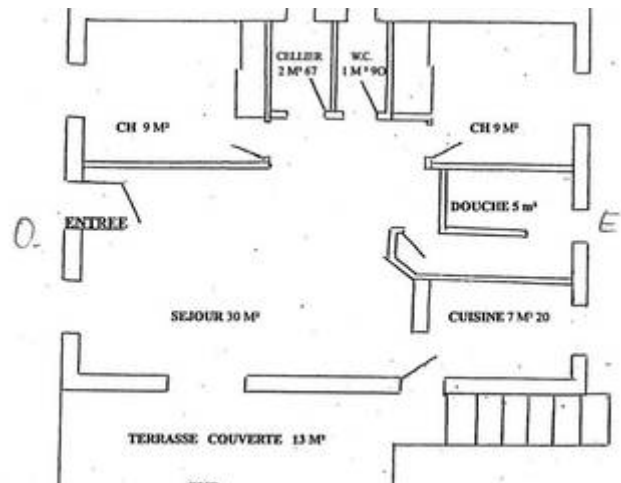 CELLIER
2 M² 67
W.C.
1 M² 90
CH 9 M²
CH 9 M²
DOUCHE 5 m²
ENTREE
O.
E
SEJOUR 30 M²
CUISINE 7 M² 20
TERRASSE COUVERTE 13 M²